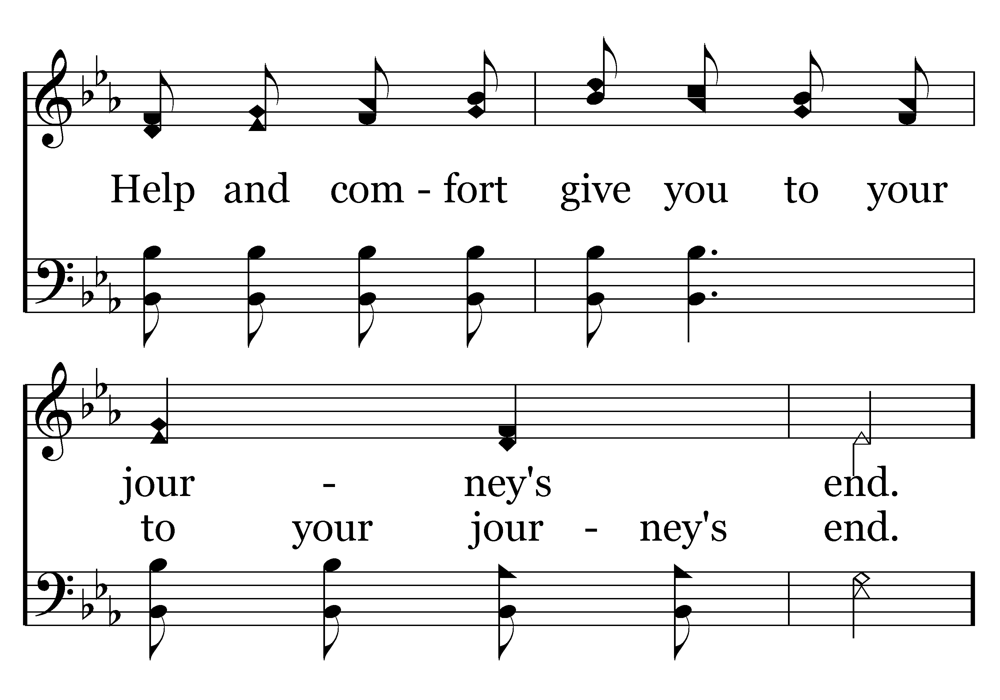 Help and com - fort give you to your
jour - ney's end.
to your jour - ney's end.